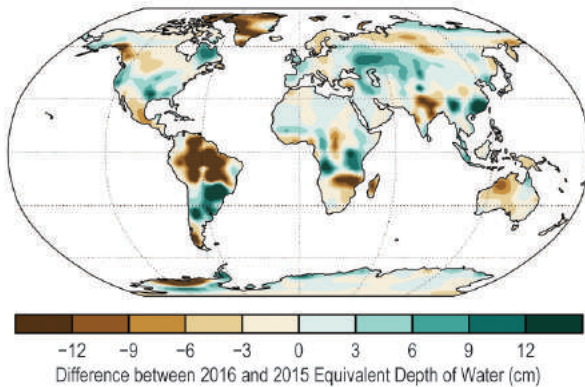 −12 −9 −6 −3 0 3 6 9 12
Difference between 2016 and 2015 Equivalent Depth of Water (cm)